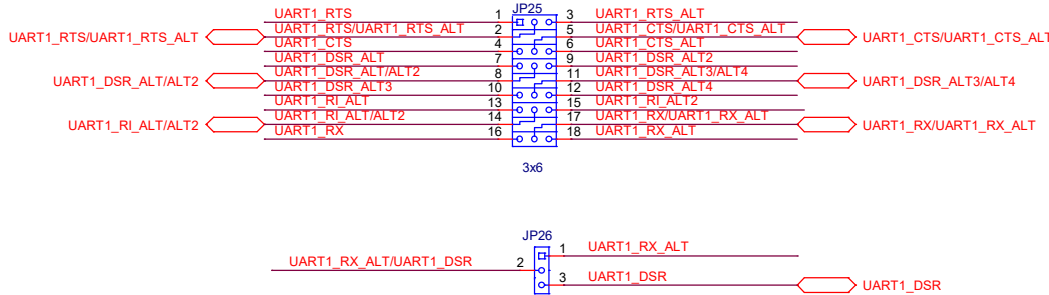 JP25
UART1_RTS 1 3 UART1_RTS_ALT
UART1_RTS/UART1_RTS_ALT UART1_RTS/UART1_RTS_ALT 2 5 UART1_CTS/UART1_CTS_ALT UART1_CTS/UART1_CTS_ALT
UART1_CTS 4 6 UART1_CTS_ALT
UART1_DSR_ALT 7 9 UART1_DSR_ALT2
UART1_DSR_ALT/ALT2 UART1_DSR_ALT/ALT2 8 11 UART1_DSR_ALT3/ALT4 UART1_DSR_ALT3/ALT4
UART1_DSR_ALT3 10 12 UART1_DSR_ALT4
UART1_RI_ALT 13 15 UART1_RI_ALT2
UART1_RI_ALT/ALT2 UART1_RI_ALT/ALT2 14 17 UART1_RX/UART1_RX_ALT UART1_RX/UART1_RX_ALT
UART1_RX 16 18 UART1_RX_ALT
3x6
JP26
1 UART1_RX_ALT
UART1_RX_ALT/UART1_DSR 2
3 UART1_DSR UART1_DSR